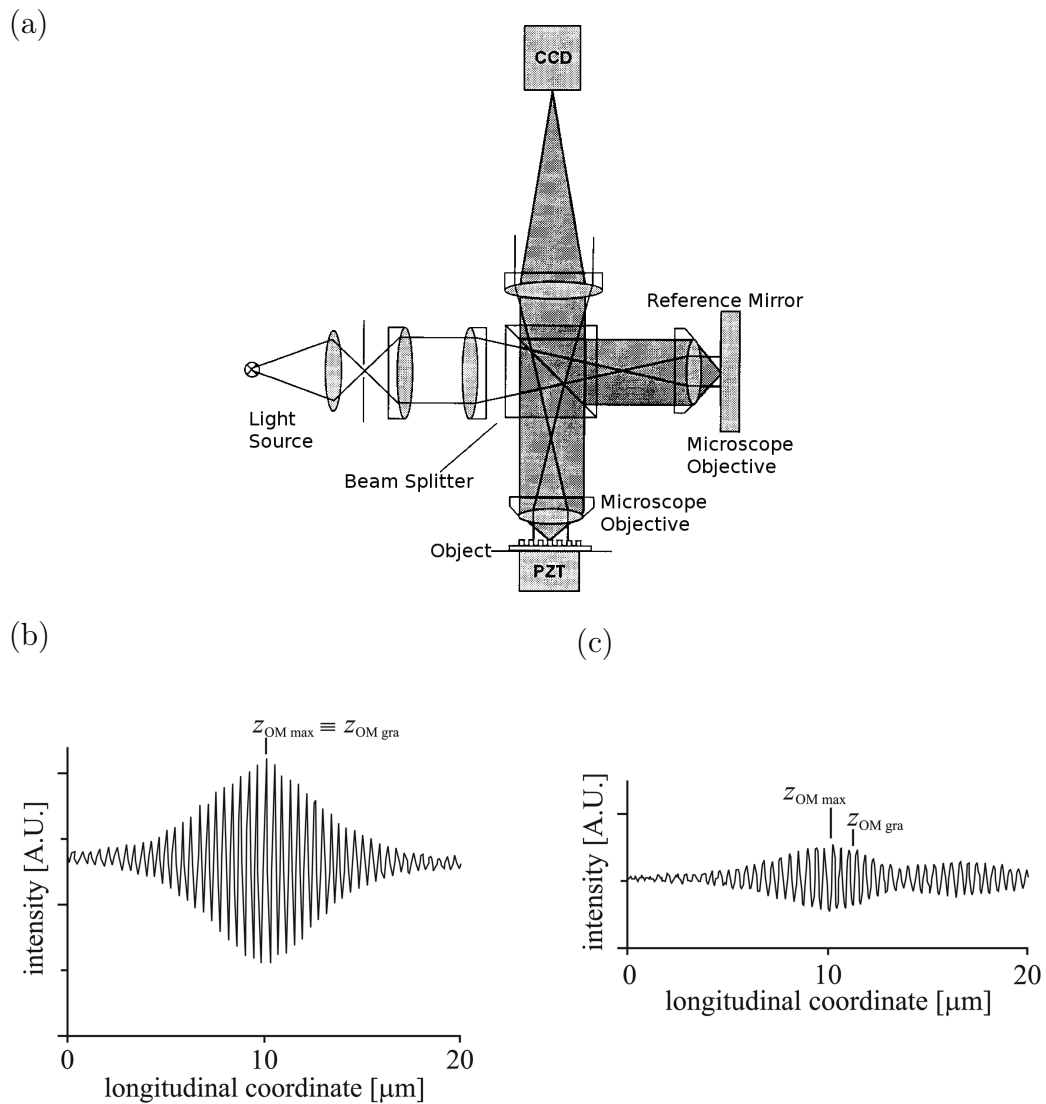 (a)
CCD
Reference Mirror
Light
Source
Microscope
Objective
Beam Splitter
Microscope
Objective
Object
PZT
(b)
(c)
z_OM max ≡ z_OM gra
intensity [A.U.]
0 10 20
longitudinal coordinate [μm]
z_OM max
z_OM gra
intensity [A.U.]
0 10 20
longitudinal coordinate [μm]